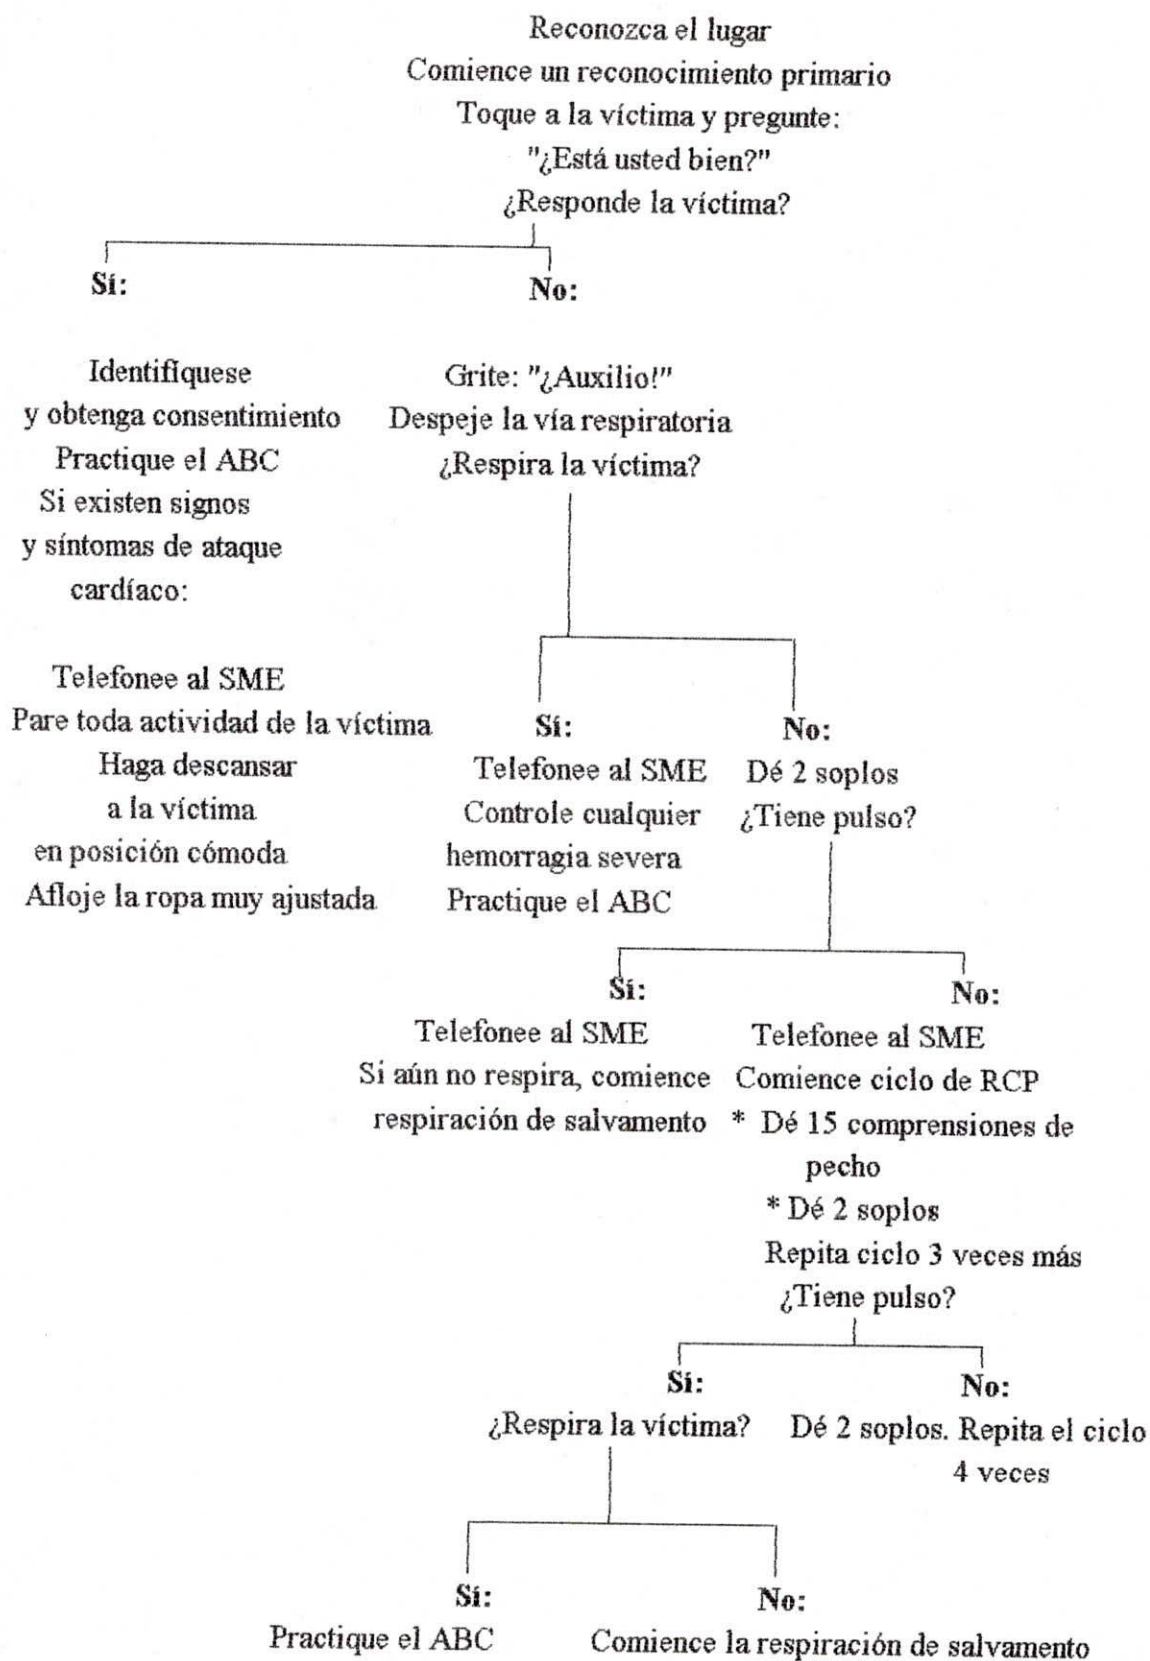 Reconozca el lugar
Comience un reconocimiento primario
Toque a la víctima y pregunte:
"¿Está usted bien?"
¿Responde la víctima?
Sí:
No:
Identifíquese
y obtenga consentimiento
Practique el ABC
Si existen signos
y síntomas de ataque
cardíaco:
Telefonee al SME
Pare toda actividad de la víctima
Haga descansar
a la víctima
en posición cómoda
Afloje la ropa muy ajustada
Grite: "¿Auxilio!"
Despeje la vía respiratoria
¿Respira la víctima?
Sí:
Telefonee al SME
Controle cualquier
hemorragia severa
Practique el ABC
No:
Dé 2 soplos
¿Tiene pulso?
Sí:
Telefonee al SME
Si aún no respira, comience
respiración de salvamento
No:
Telefonee al SME
Comience ciclo de RCP
* Dé 15 comprensiones de
pecho
* Dé 2 soplos
Repita ciclo 3 veces más
¿Tiene pulso?
Sí:
¿Respira la víctima?
No:
Dé 2 soplos. Repita el ciclo
4 veces
Sí:
Practique el ABC
No:
Comience la respiración de salvamento